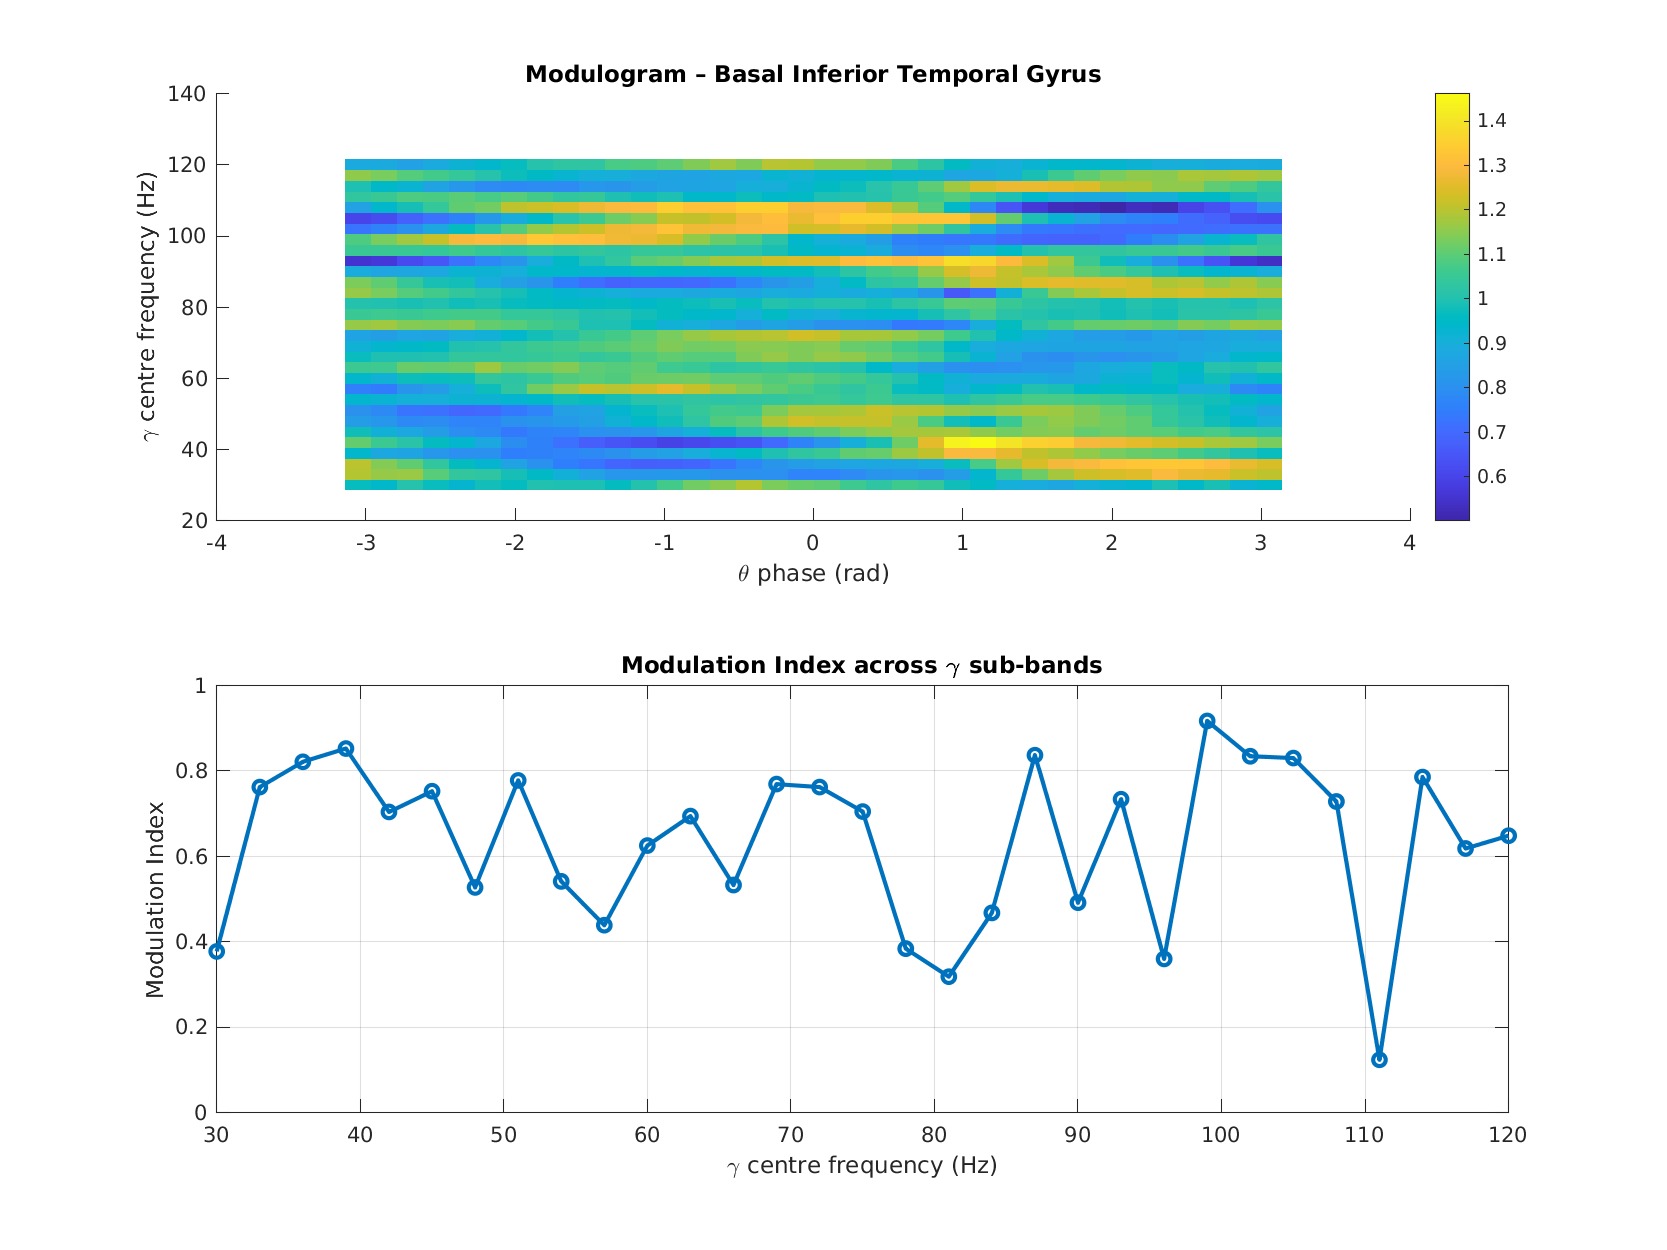 Modulogram – Basal Inferior Temporal Gyrus
140
120
100
80
60
40
20
γ centre frequency (Hz)
-4 -3 -2 -1 0 1 2 3 4
θ phase (rad)
1.4
1.3
1.2
1.1
1
0.9
0.8
0.7
0.6
Modulation Index across γ sub-bands
1
0.8
0.6
0.4
0.2
0
Modulation Index
30 40 50 60 70 80 90 100 110 120
γ centre frequency (Hz)